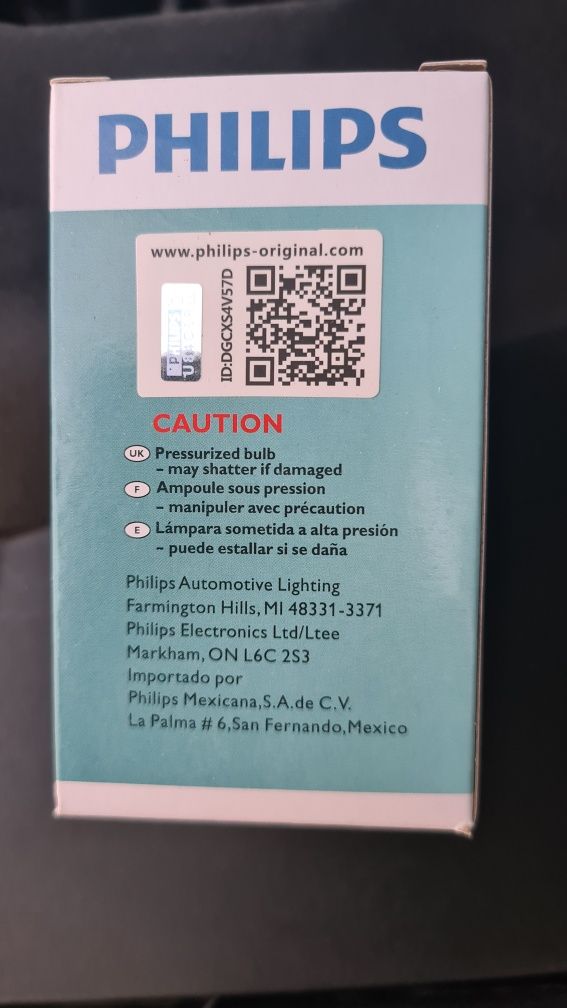 PHILIPS
www.philips-original.com
PHILIPS
ID:DGCXS4V57D
CAUTION
UK Pressurized bulb
– may shatter if damaged
F Ampoule sous pression
– manipuler avec précaution
E Lámpara sometida a alta presión
– puede estallar si se daña
Philips Automotive Lighting
Farmington Hills, MI 48331-3371
Philips Electronics Ltd/Ltee
Markham, ON L6C 2S3
Importado por
Philips Mexicana,S.A.de C.V.
La Palma # 6,San Fernando,Mexico